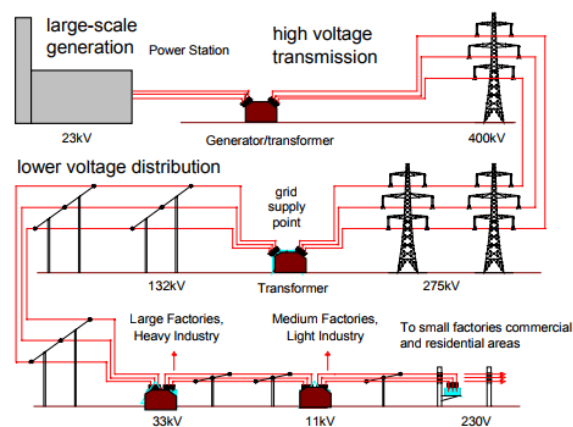 large-scale
generation
Power Station
high voltage
transmission
23kV
Generator/transformer
400kV
lower voltage distribution
grid
supply
point
132kV
Transformer
275kV
Large Factories,
Heavy Industry
Medium Factories,
Light Industry
To small factories commercial
and residential areas
33kV
11kV
230V